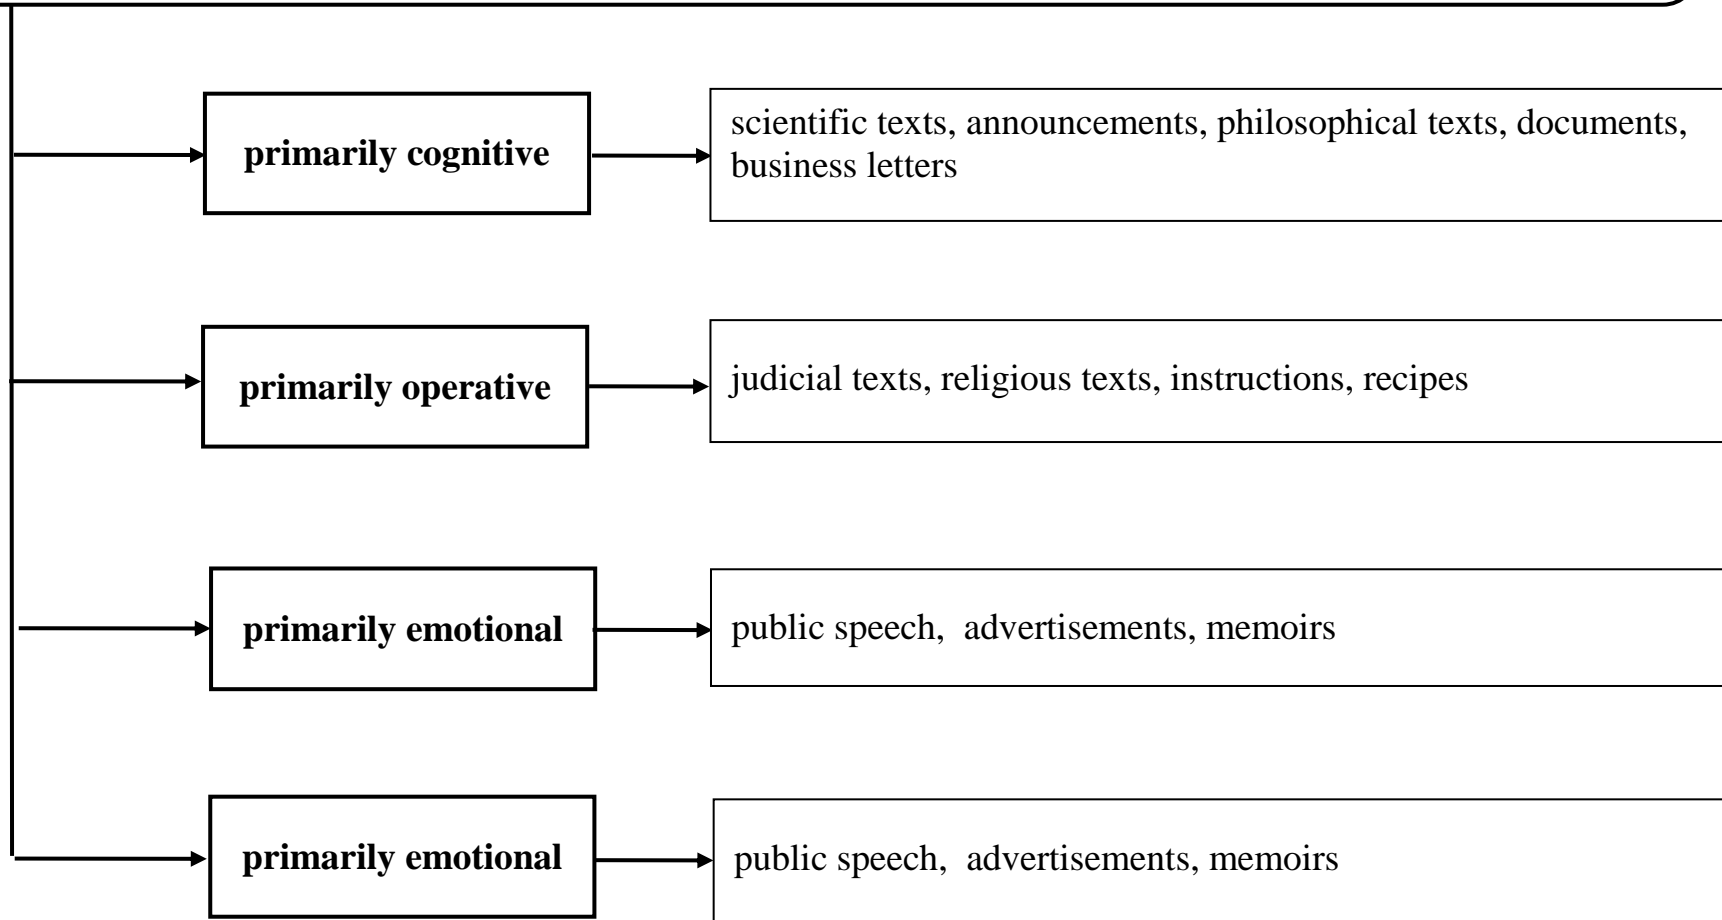 primarily cognitive
scientific texts, announcements, philosophical texts, documents,
business letters
primarily operative
judicial texts, religious texts, instructions, recipes
primarily emotional
public speech,  advertisements, memoirs
primarily emotional
public speech,  advertisements, memoirs